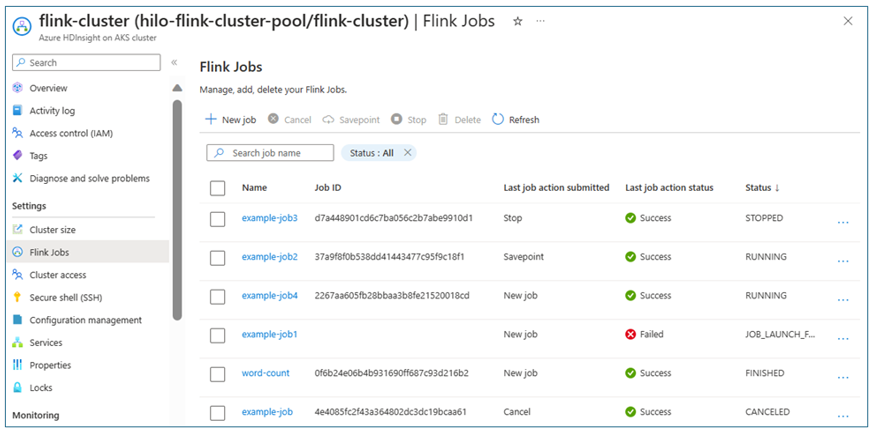 flink-cluster (hilo-flink-cluster-pool/flink-cluster) | Flink Jobs
Azure HDInsight on AKS cluster
Search
Overview
Activity log
Access control (IAM)
Tags
Diagnose and solve problems
Settings
Cluster size
Flink Jobs
Cluster access
Secure shell (SSH)
Configuration management
Services
Properties
Locks
Monitoring
Flink Jobs
Manage, add, delete your Flink Jobs.
New job Cancel Savepoint Stop Delete Refresh
Search job name Status : All
Name Job ID Last job action submitted Last job action status Status ↓
example-job3 d7a448901cd6c7ba056c2b7abe9910d1 Stop Success STOPPED
example-job2 37a9f8f0b538dd41443477c95f9c18f1 Savepoint Success RUNNING
example-job4 2267aa605fb28bbaa3b8fe21520018cd New job Success RUNNING
example-job1 New job Failed JOB_LAUNCH_F...
word-count 0f6b24e06b4b931690ff687c93d216b2 New job Success FINISHED
example-job 4e4085fc2f43a364802dc3dc19bcaa61 Cancel Success CANCELED